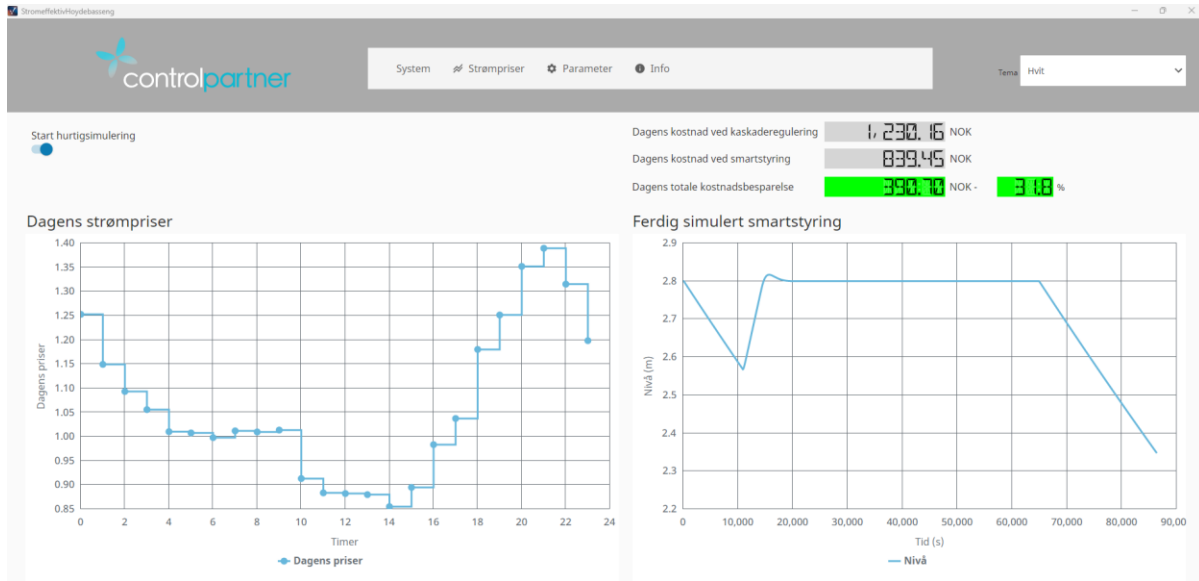 StromeffektivHoydebasseng
controlpartner
System Strømpriser Parameter Info
Tema Hvit
Start hurtigsimulering
Dagens kostnad ved kaskaderegulering 1,230.16 NOK
Dagens kostnad ved smartstyring 839.45 NOK
Dagens totale kostnadsbesparelse 390.70 NOK - 31.8 %
Dagens strømpriser
1.40
1.35
1.30
1.25
1.20
1.15
1.10
1.05
1.00
0.95
0.90
0.85
Dagens priser
0 2 4 6 8 10 12 14 16 18 20 22 24
Timer
Dagens priser
Ferdig simulert smartstyring
2.9
2.8
2.7
2.6
2.5
2.4
2.3
2.2
Nivå (m)
0 10,000 20,000 30,000 40,000 50,000 60,000 70,000 80,000 90,00
Tid (s)
Nivå